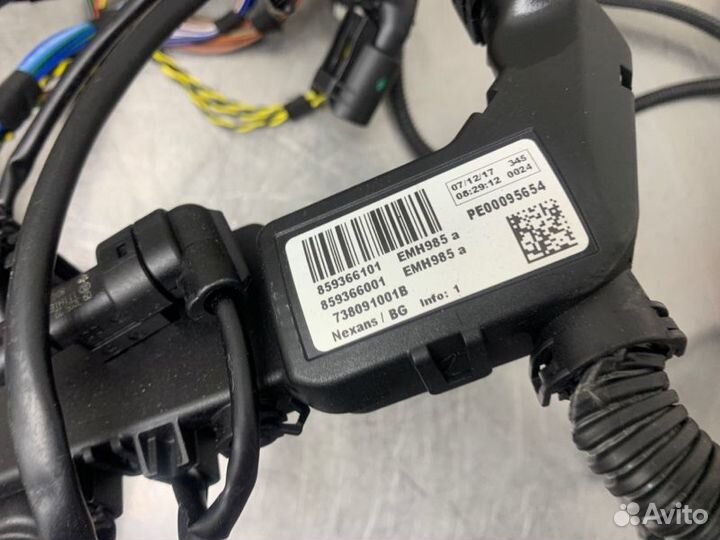 07/12/17 345
08:29:12 0024
PE00095654
859366101 EMH985 a
859366001 EMH985 a
738091001B
Nexans / BG Info: 1
Avito